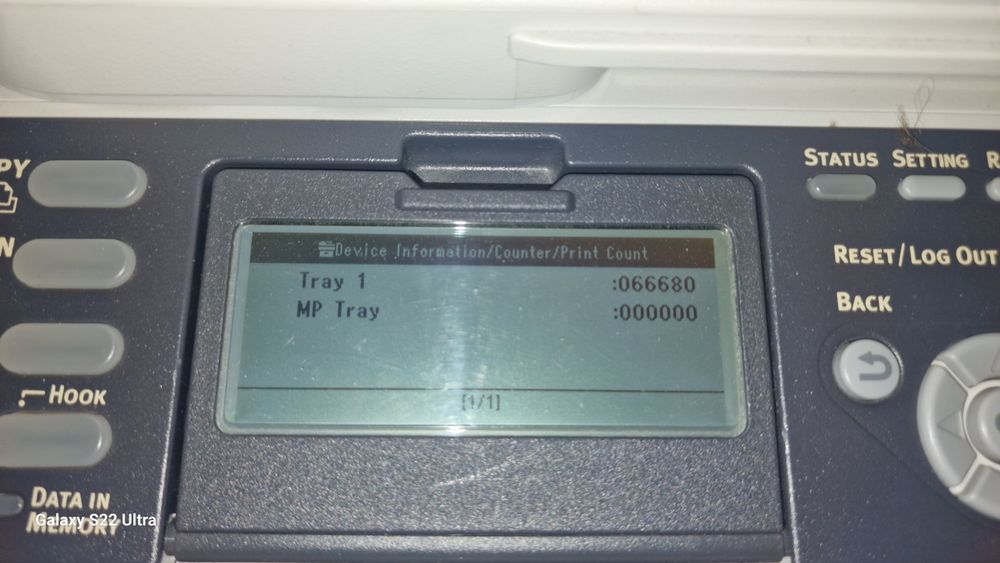 PY
STATUS SETTING R
N
Device Information/Counter/Print Count
Tray 1 :066680
MP Tray :000000
[1/1]
RESET/LOG OUT
BACK
HOOK
DATA IN
MEMORY
Galaxy S22 Ultra